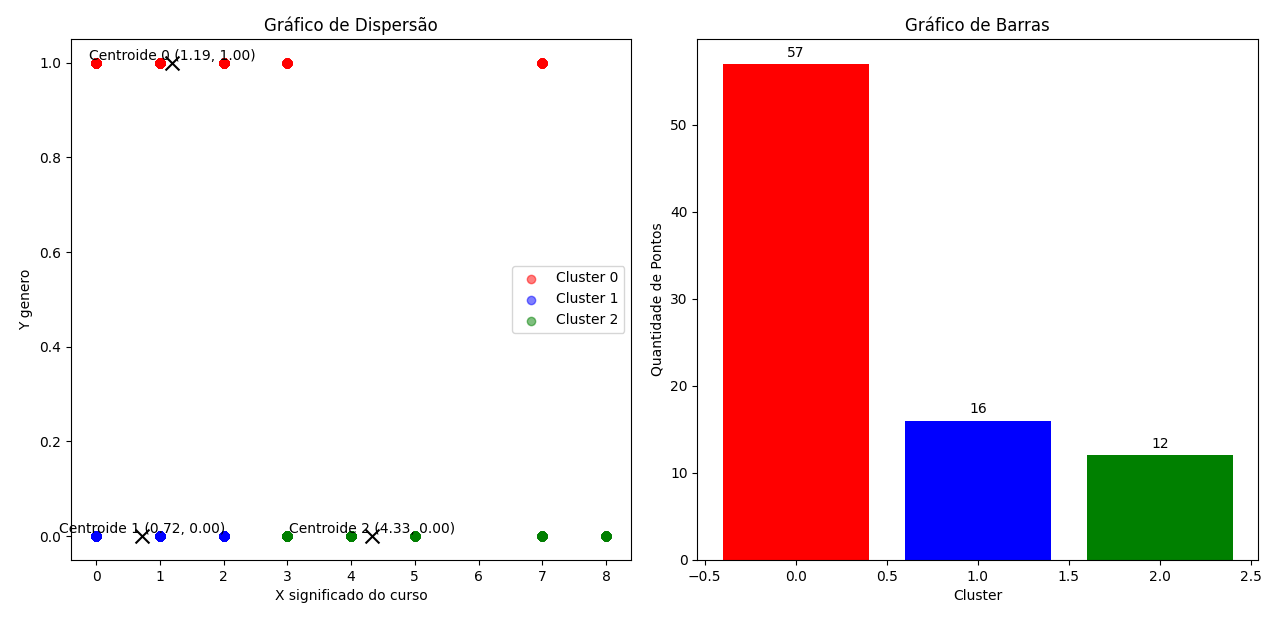 Gráfico de Dispersão
Centroide 0 (1.19, 1.00)
Centroide 1 (0.72, 0.00)
Centroide 2 (4.33, 0.00)
Cluster 0
Cluster 1
Cluster 2
1.0
0.8
0.6
0.4
0.2
0.0
Y genero
0 1 2 3 4 5 6 7 8
X significado do curso
Gráfico de Barras
57
16
12
50
40
30
20
10
0
Quantidade de Pontos
−0.5 0.0 0.5 1.0 1.5 2.0 2.5
Cluster